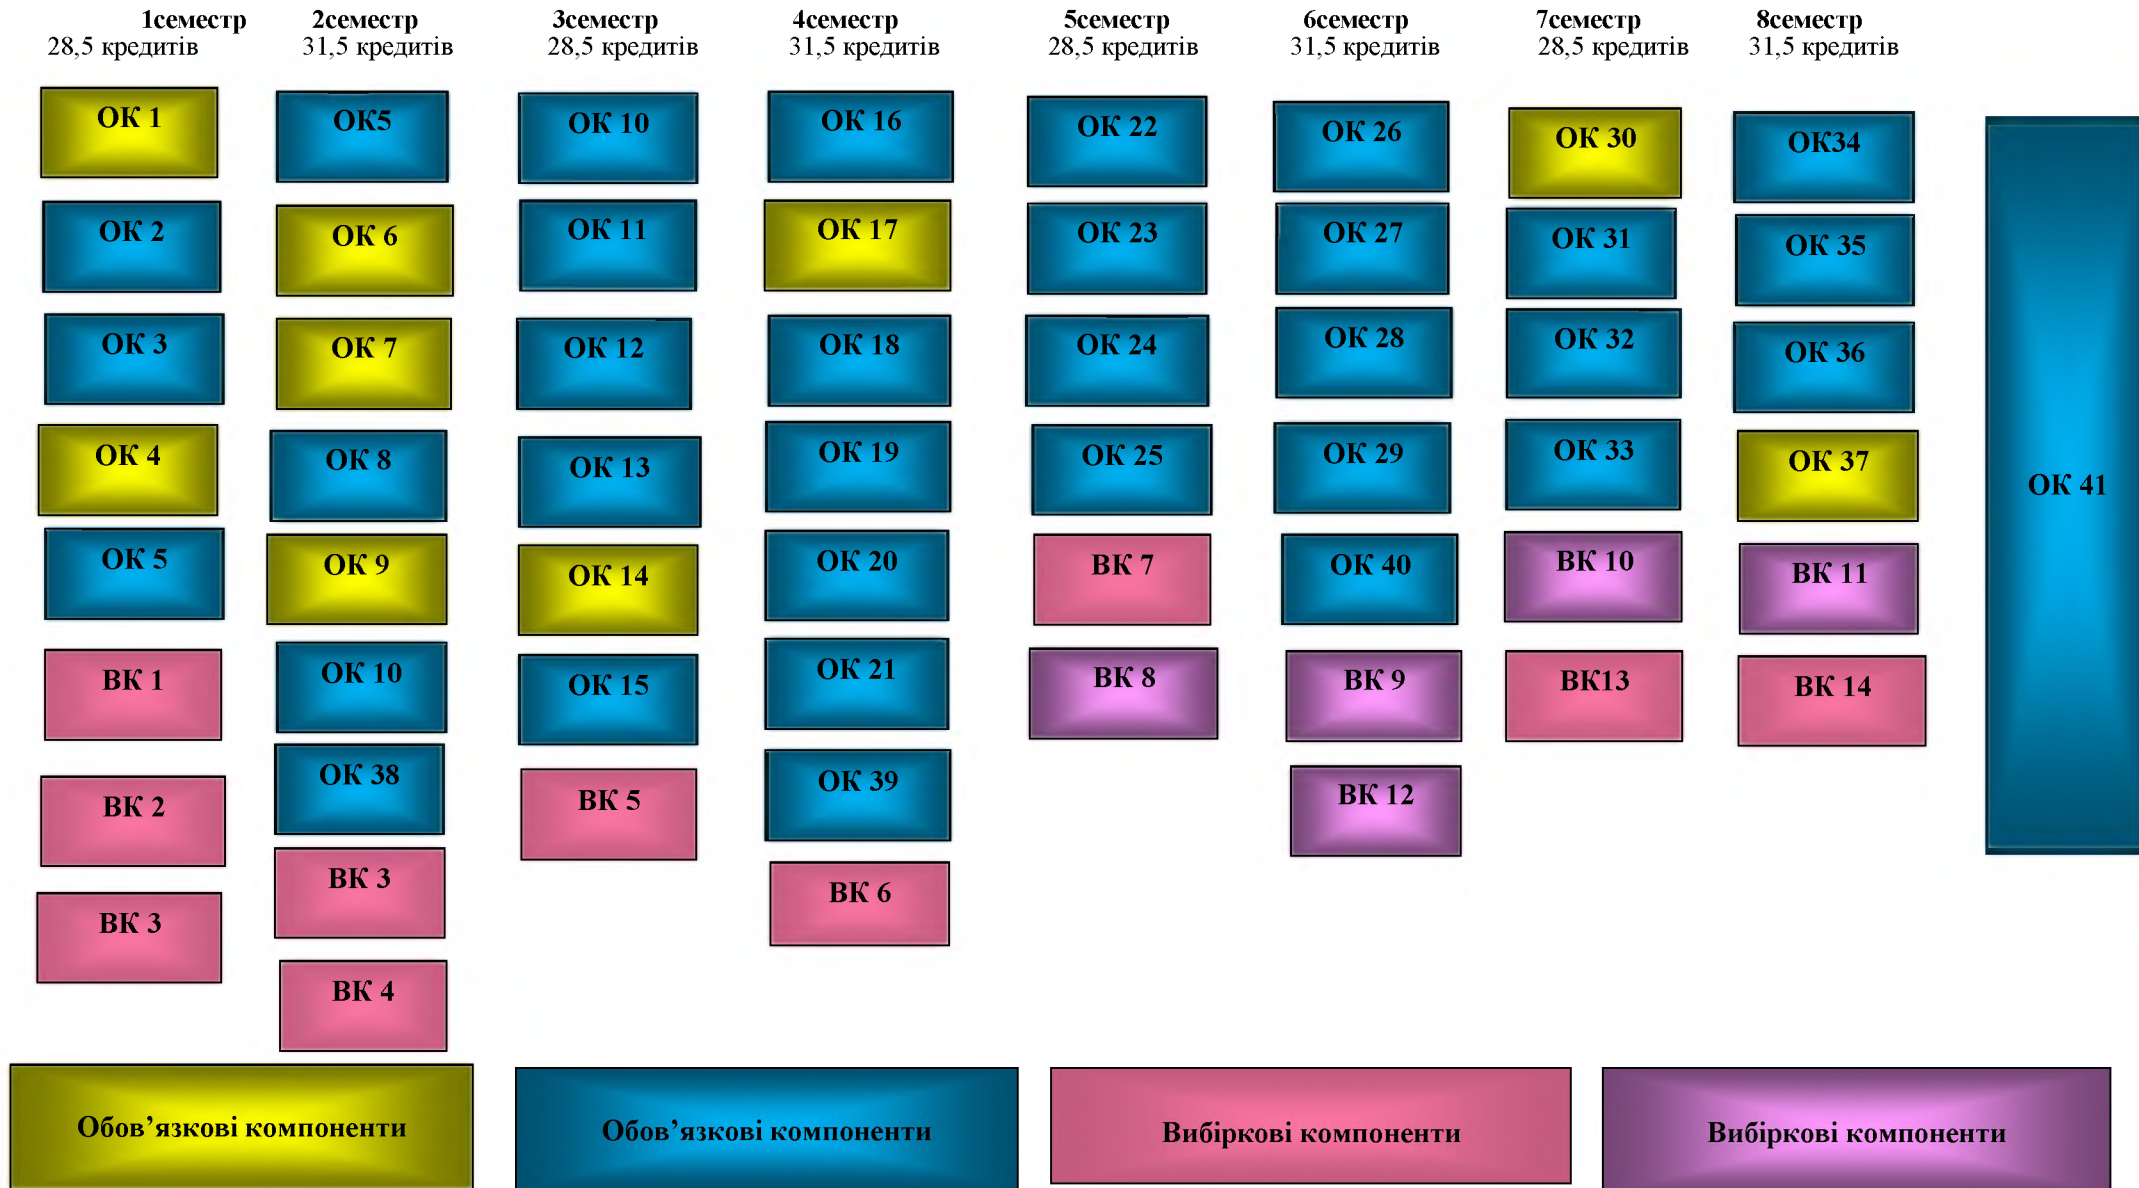 1семестр 2семестр 3семестр 4семестр 5семестр 6семестр 7семестр 8семестр
28,5 кредитів 31,5 кредитів 28,5 кредитів 31,5 кредитів 28,5 кредитів 31,5 кредитів 28,5 кредитів 31,5 кредитів
ОК 1 ОК5 ОК 10 ОК 16 ОК 22 ОК 26 ОК 30 ОК34
ОК 2 ОК 6 ОК 11 ОК 17 ОК 23 ОК 27 ОК 31 ОК 35
ОК 3 ОК 7 ОК 12 ОК 18 ОК 24 ОК 28 ОК 32 ОК 36
ОК 4 ОК 8 ОК 13 ОК 19 ОК 25 ОК 29 ОК 33 ОК 37
ОК 41
ОК 5 ОК 9 ОК 14 ОК 20 ВК 7 ОК 40 ВК 10 ВК 11
ВК 1 ОК 10 ОК 15 ОК 21 ВК 8 ВК 9 ВК13 ВК 14
ВК 2 ОК 38 ВК 5 ОК 39 ВК 12
ВК 3 ВК 3 ВК 6
ВК 4
Обов’язкові компоненти Обов’язкові компоненти Вибіркові компоненти Вибіркові компоненти